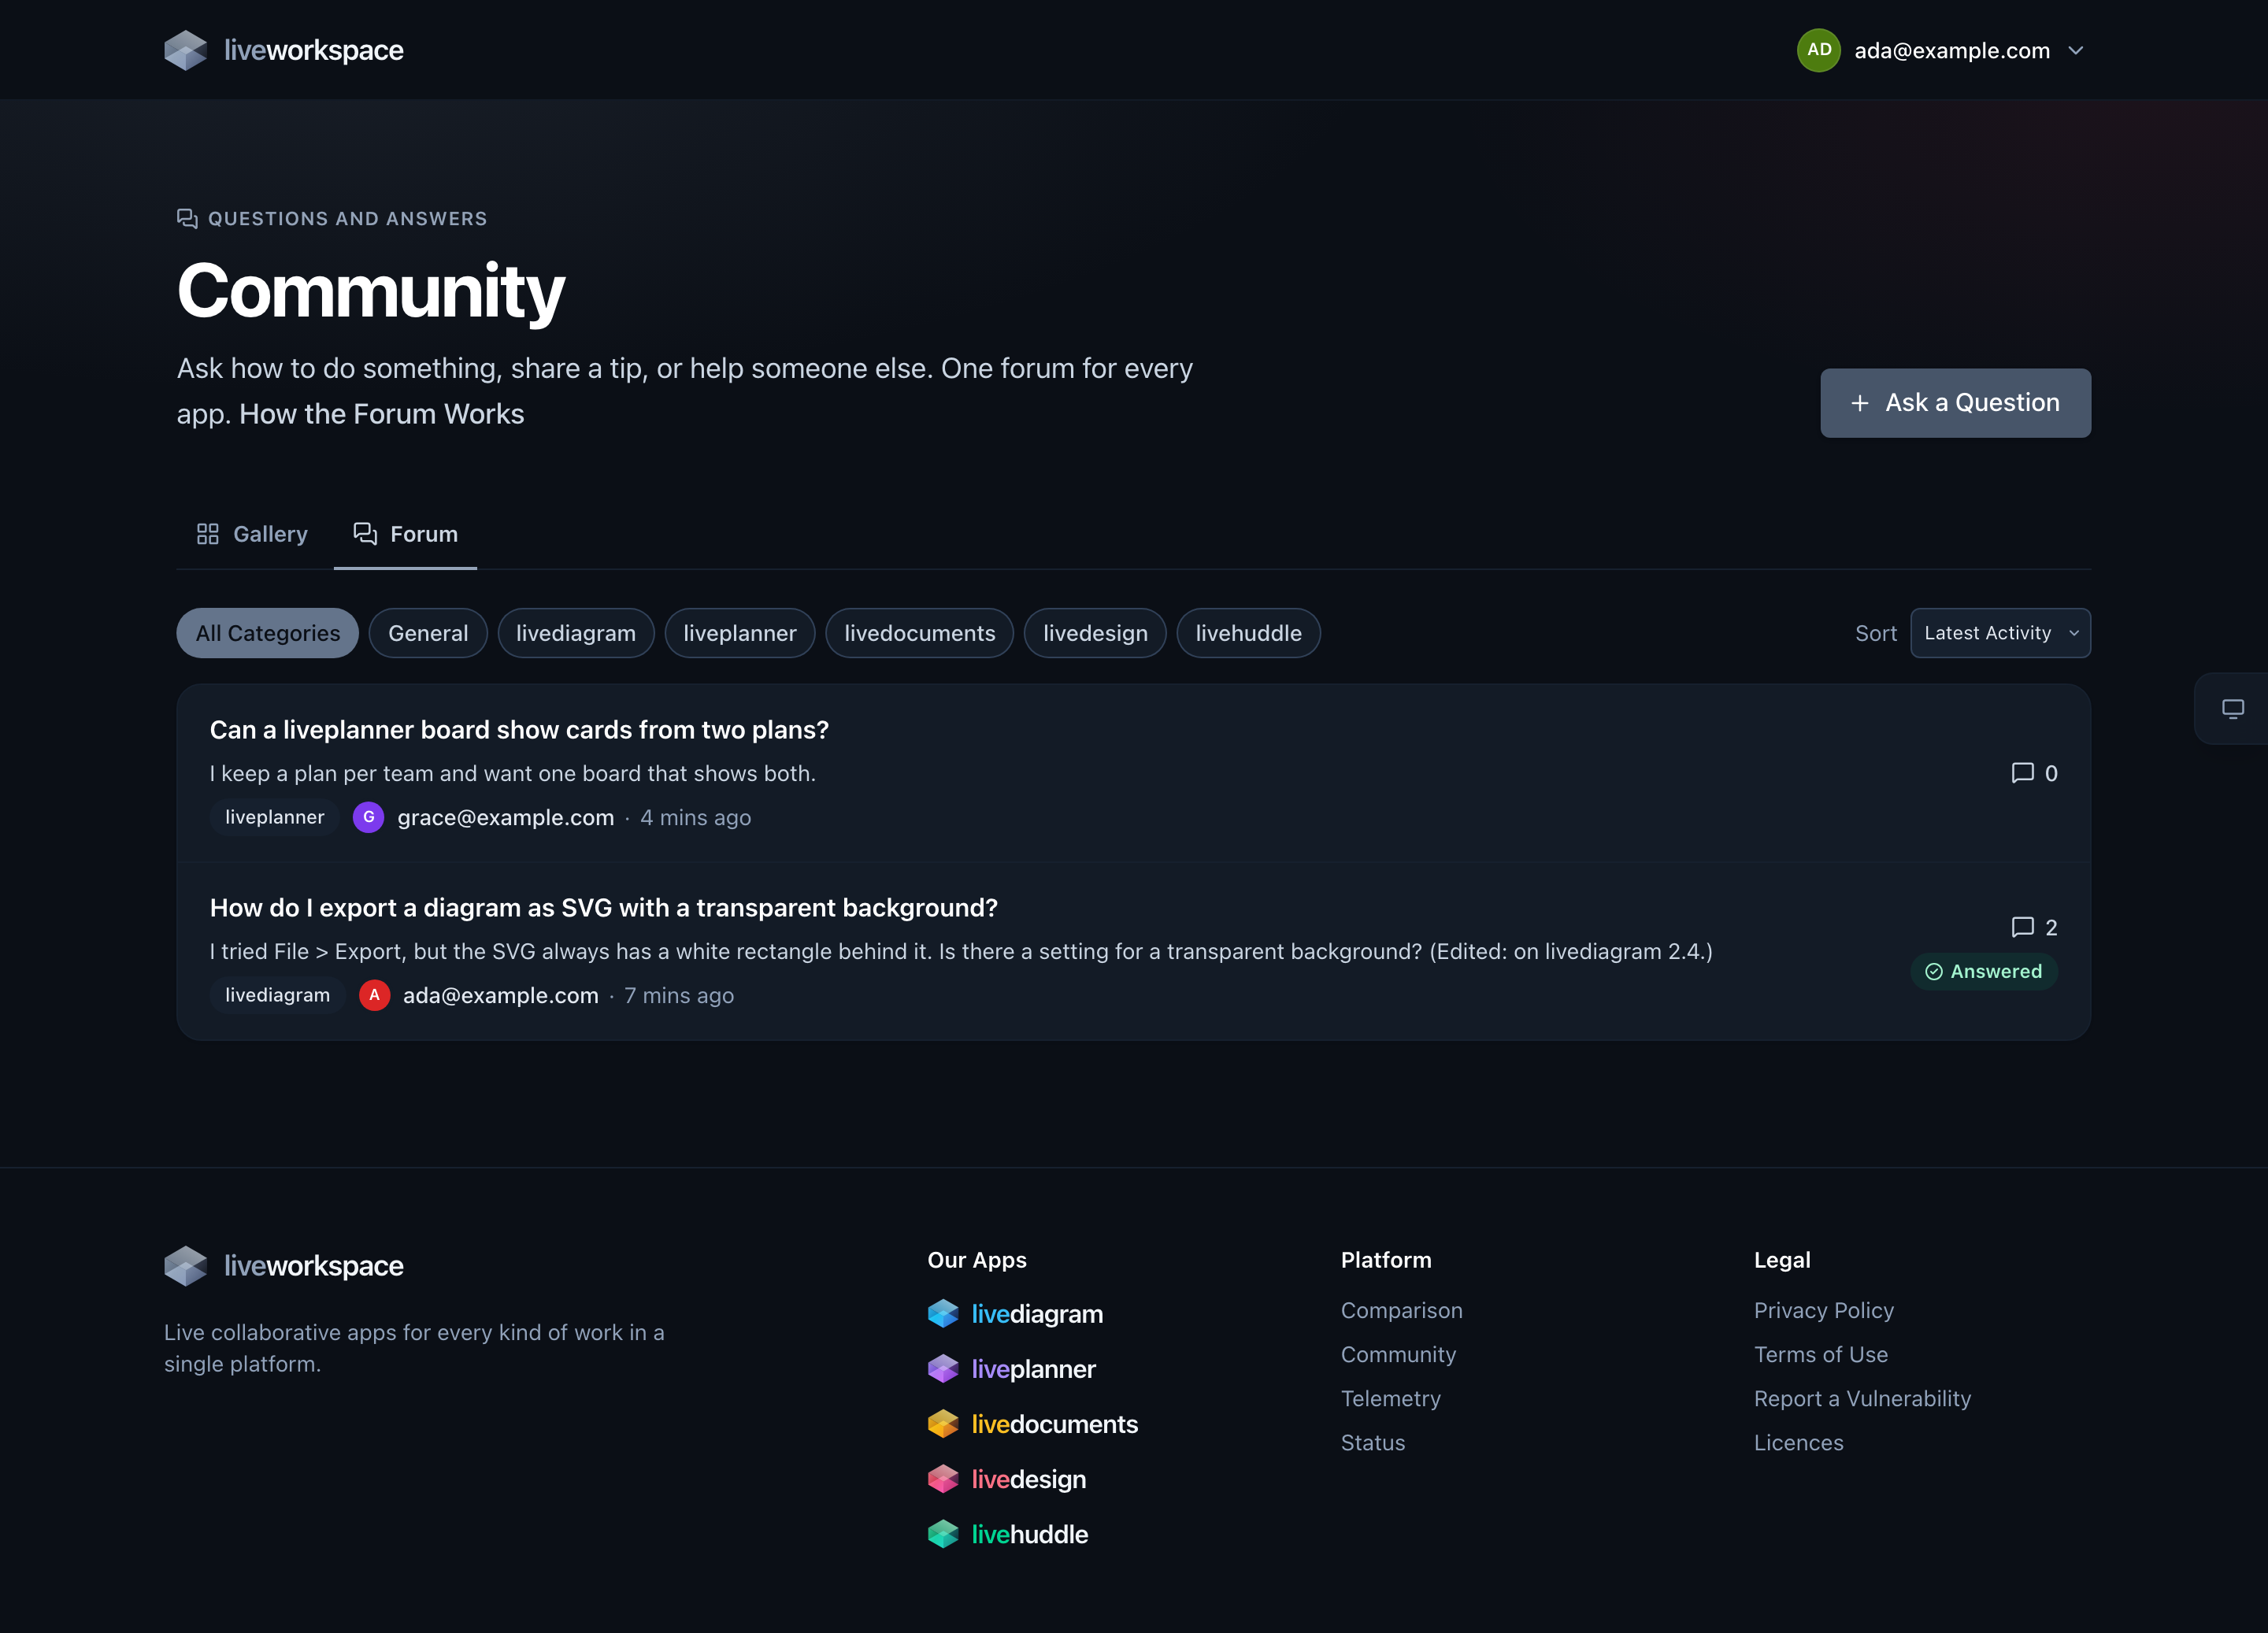 liveworkspace
AD ada@example.com
QUESTIONS AND ANSWERS
Community
Ask how to do something, share a tip, or help someone else. One forum for every
app. How the Forum Works
+ Ask a Question
Gallery Forum
All Categories General livediagram liveplanner livedocuments livedesign livehuddle Sort Latest Activity
Can a liveplanner board show cards from two plans?
I keep a plan per team and want one board that shows both.
0
liveplanner G grace@example.com · 4 mins ago
How do I export a diagram as SVG with a transparent background?
2
I tried File > Export, but the SVG always has a white rectangle behind it. Is there a setting for a transparent background? (Edited: on livediagram 2.4.)
Answered
livediagram A ada@example.com · 7 mins ago
liveworkspace
Live collaborative apps for every kind of work in a
single platform.
Our Apps
livediagram
liveplanner
livedocuments
livedesign
livehuddle
Platform
Comparison
Community
Telemetry
Status
Legal
Privacy Policy
Terms of Use
Report a Vulnerability
Licences